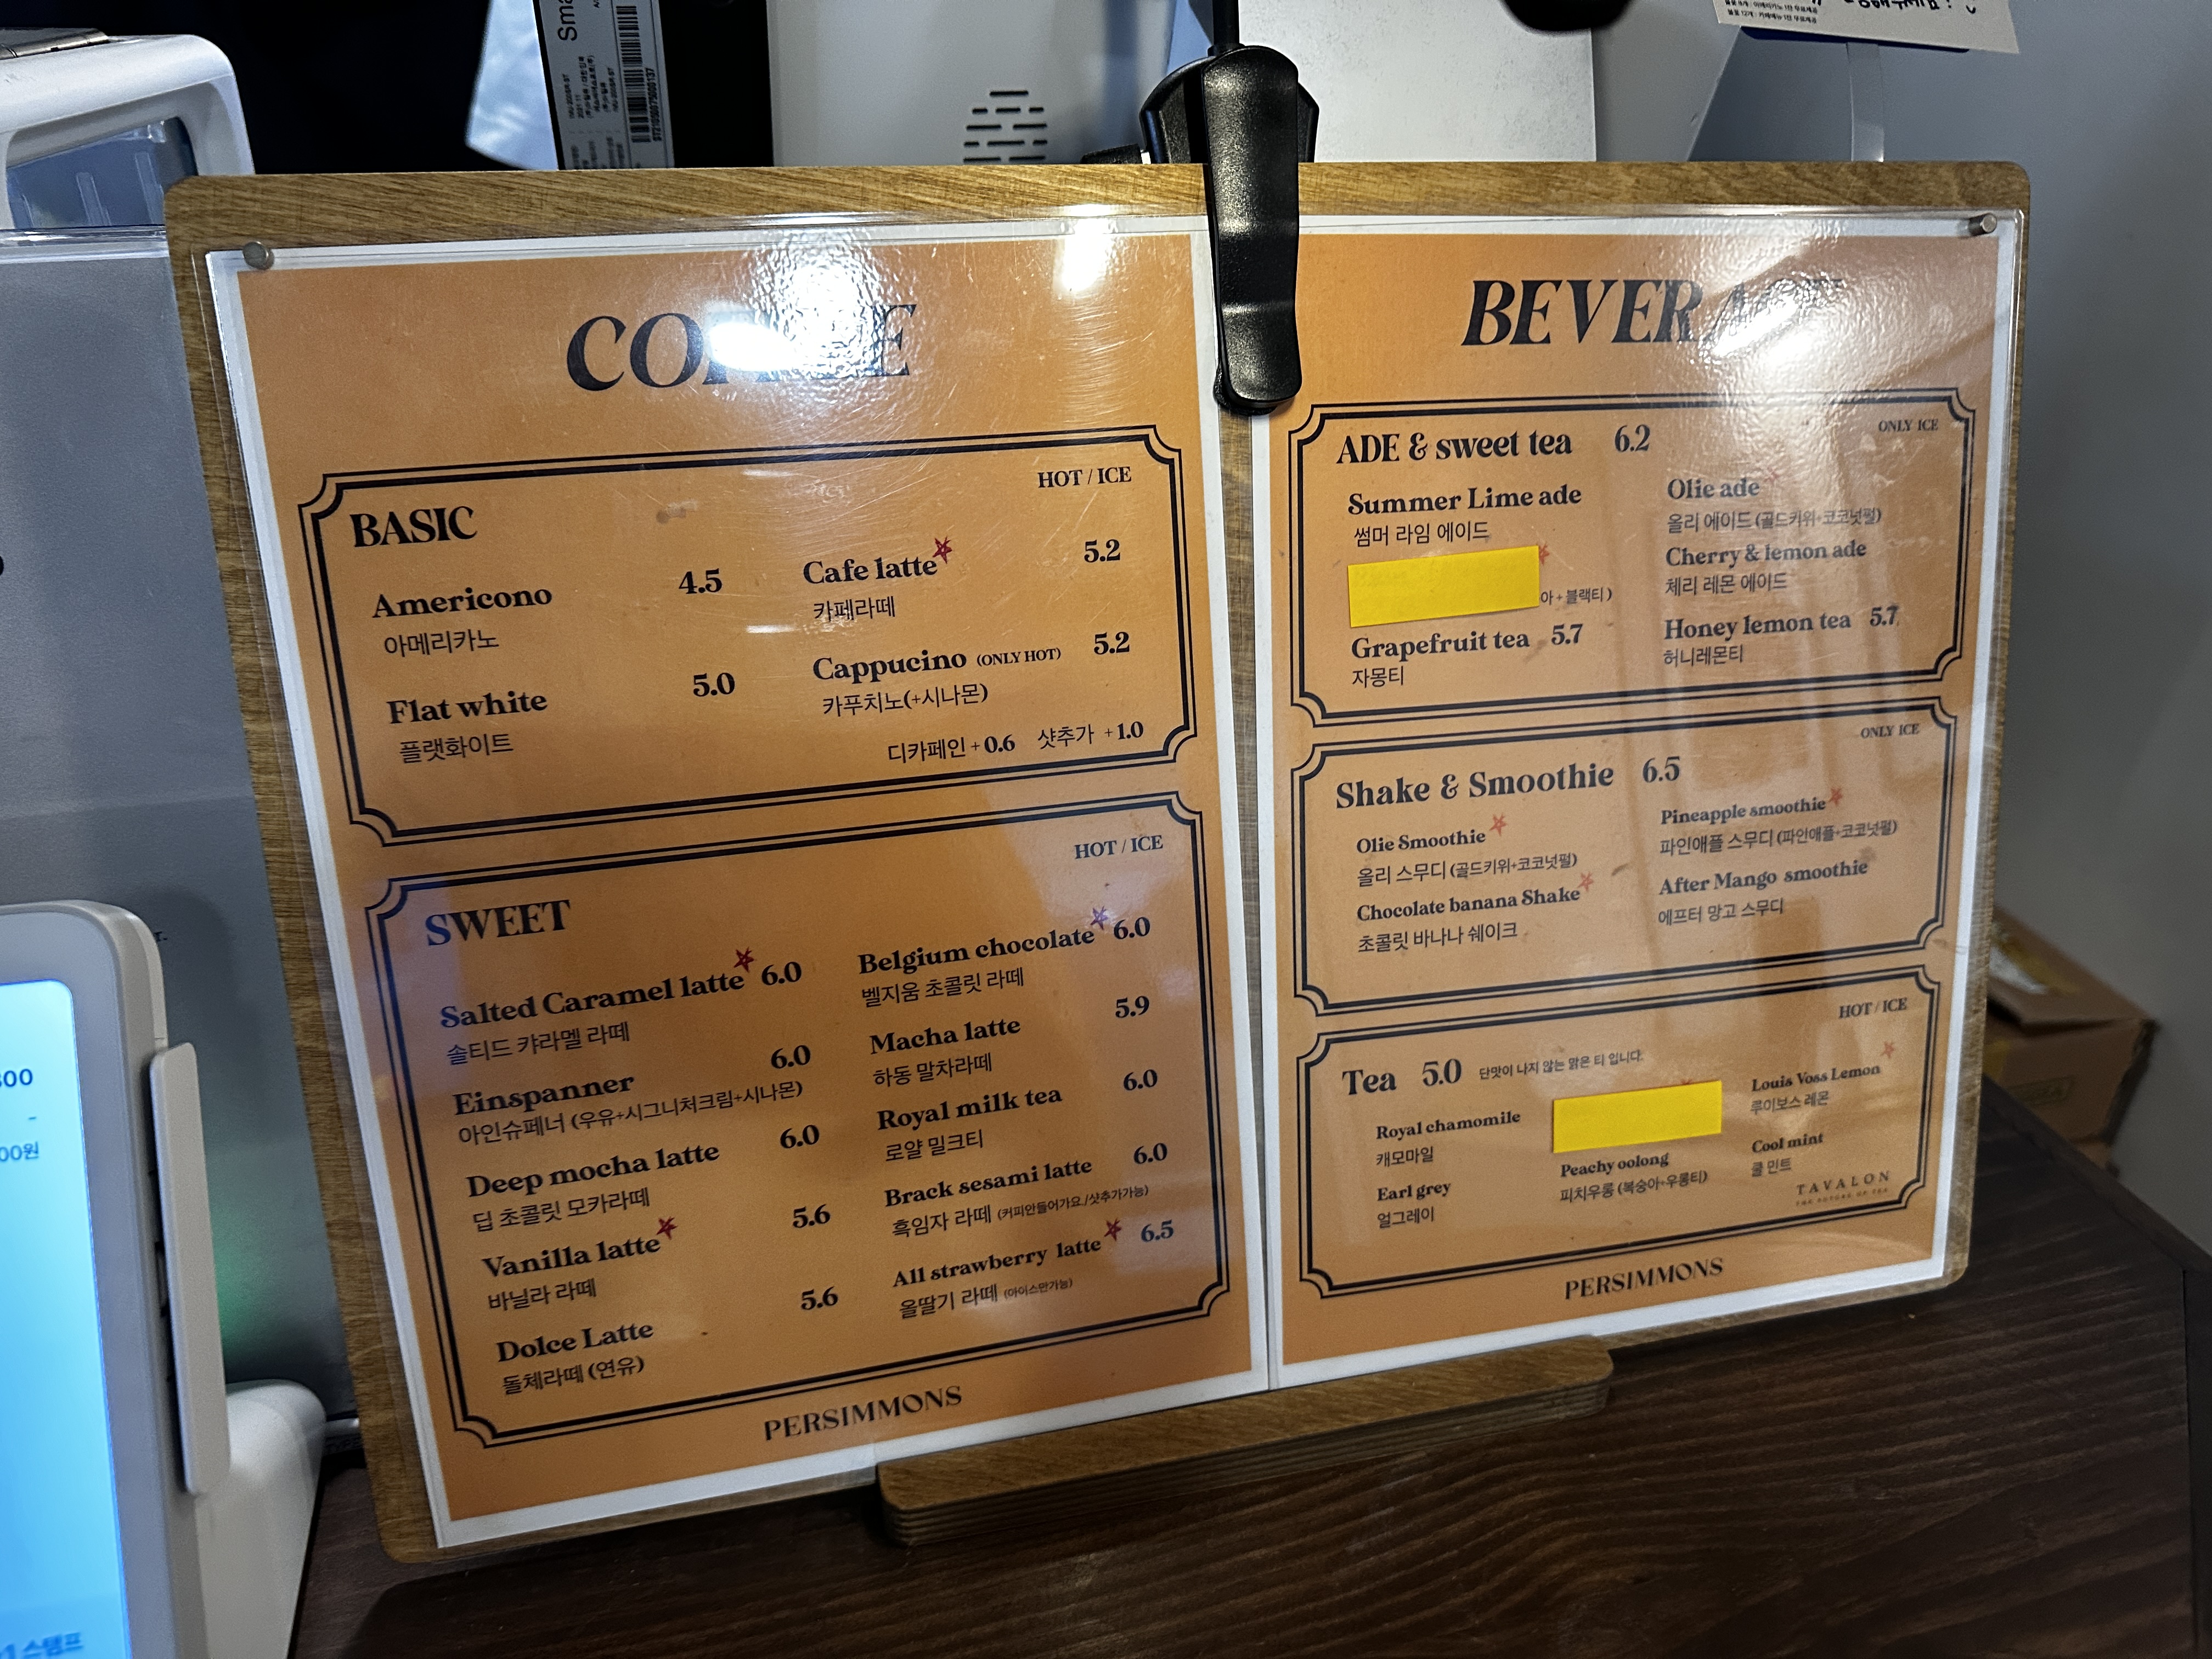 COFFEE
BASIC
HOT / ICE
Americono 4.5
아메리카노
Flat white 5.0
플랫화이트
Cafe latte 5.2
카페라떼
Cappucino (ONLY HOT) 5.2
카푸치노(+시나몬)
디카페인 + 0.6 샷추가 + 1.0
SWEET
HOT / ICE
Salted Caramel latte 6.0
솔티드 캬라멜 라떼
Einspanner 6.0
아인슈페너 (우유+시그니처크림+시나몬)
Deep mocha latte 6.0
딥 초콜릿 모카라떼
Vanilla latte 5.6
바닐라 라떼
Dolce Latte 5.6
돌체라떼 (연유)
Belgium chocolate 6.0
벨지움 초콜릿 라떼
Macha latte 5.9
하동 말차라떼
Royal milk tea 6.0
로얄 밀크티
Brack sesami latte 6.0
흑임자 라떼 (커피안들어가요./샷추가가능)
All strawberry latte 6.5
올딸기 라떼 (아이스만가능)
PERSIMMONS
BEVERAGE
ADE & sweet tea 6.2
ONLY ICE
Summer Lime ade
썸머 라임 에이드
아 + 블랙티 )
Grapefruit tea 5.7
자몽티
Olie ade
올리 에이드 (골드키위+코코넛펄)
Cherry & lemon ade
체리 레몬 에이드
Honey lemon tea 5.7
허니레몬티
ONLY ICE
Shake & Smoothie 6.5
Olie Smoothie
올리 스무디 (골드키위+코코넛펄)
Chocolate banana Shake
초콜릿 바나나 쉐이크
Pineapple smoothie
파인애플 스무디 (파인애플+코코넛펄)
After Mango smoothie
에프터 망고 스무디
HOT / ICE
Tea 5.0 단맛이 나지 않는 맑은 티 입니다.
Royal chamomile
캐모마일
Earl grey
얼그레이
Peachy oolong
피치우롱 (복숭아+우롱티)
Louis Voss Lemon
루이보스 레몬
Cool mint
쿨 민트
TAVALON
THE FUTURE OF TEA
PERSIMMONS
00원
스탬프